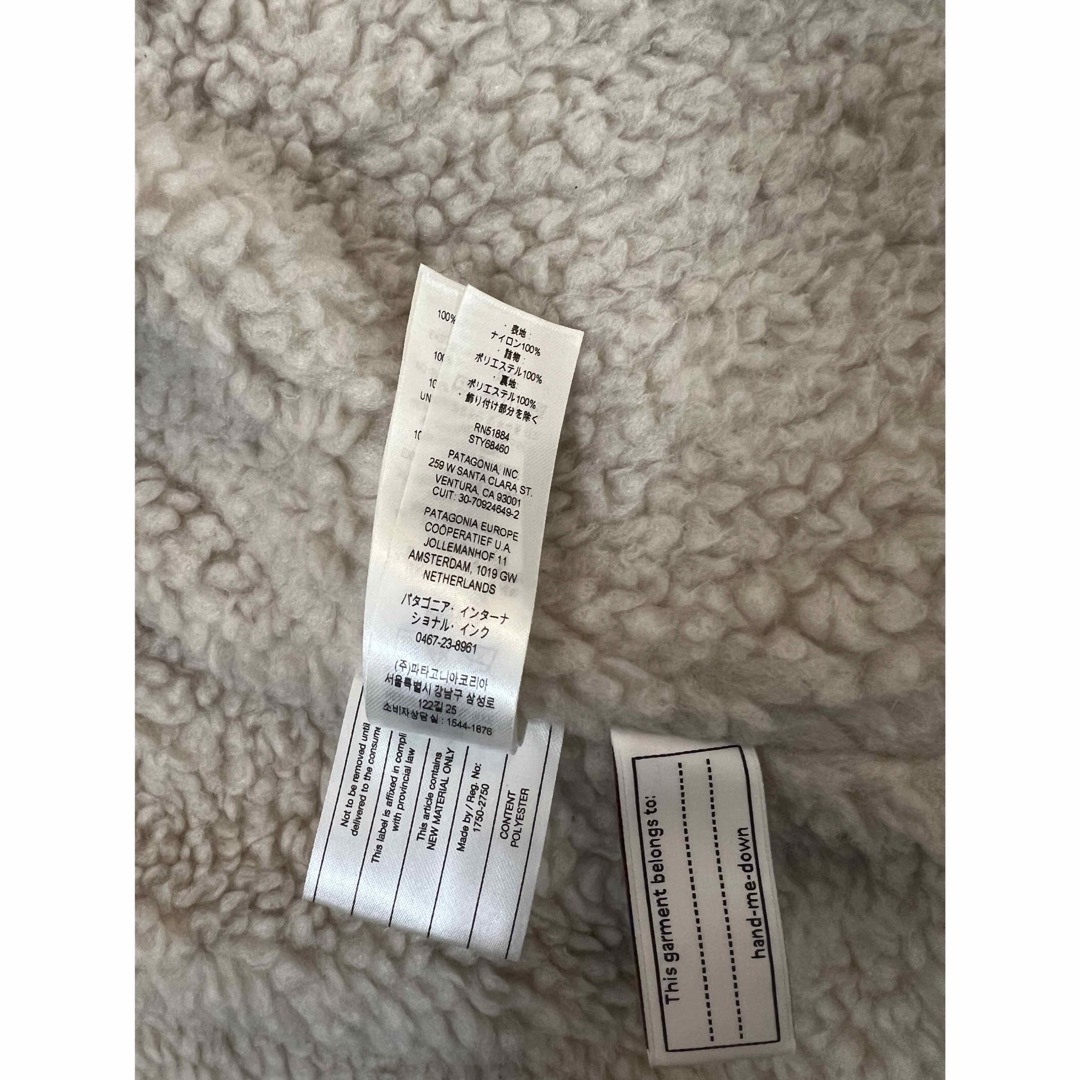 100%
· 表地
ナイロン100%
· 詰物
ポリエステル100%
· 裏地
ポリエステル100%
· 飾り付け部分を除く
RN51884
STY68460
PATAGONIA, INC
259 W SANTA CLARA ST.
VENTURA, CA 93001
CUIT: 30-70924649-2
PATAGONIA EUROPE
COÖPERATIEF U.A
JOLLEMANHOF 11
AMSTERDAM, 1019 GW
NETHERLANDS
パタゴニア・インターナ
ショナル・インク
0467-23-8961
(주)파타고니아코리아
서울특별시 강남구 삼성로
122길 25
소비자상담실 : 1544-1876
Not to be removed until
delivered to the consume
This label is affixed in compli
with provincial law
This article contains
NEW MATERIAL ONLY
Made by / Reg. No:
1750-2750
CONTENT
POLYESTER
This garment belongs to:
hand-me-down